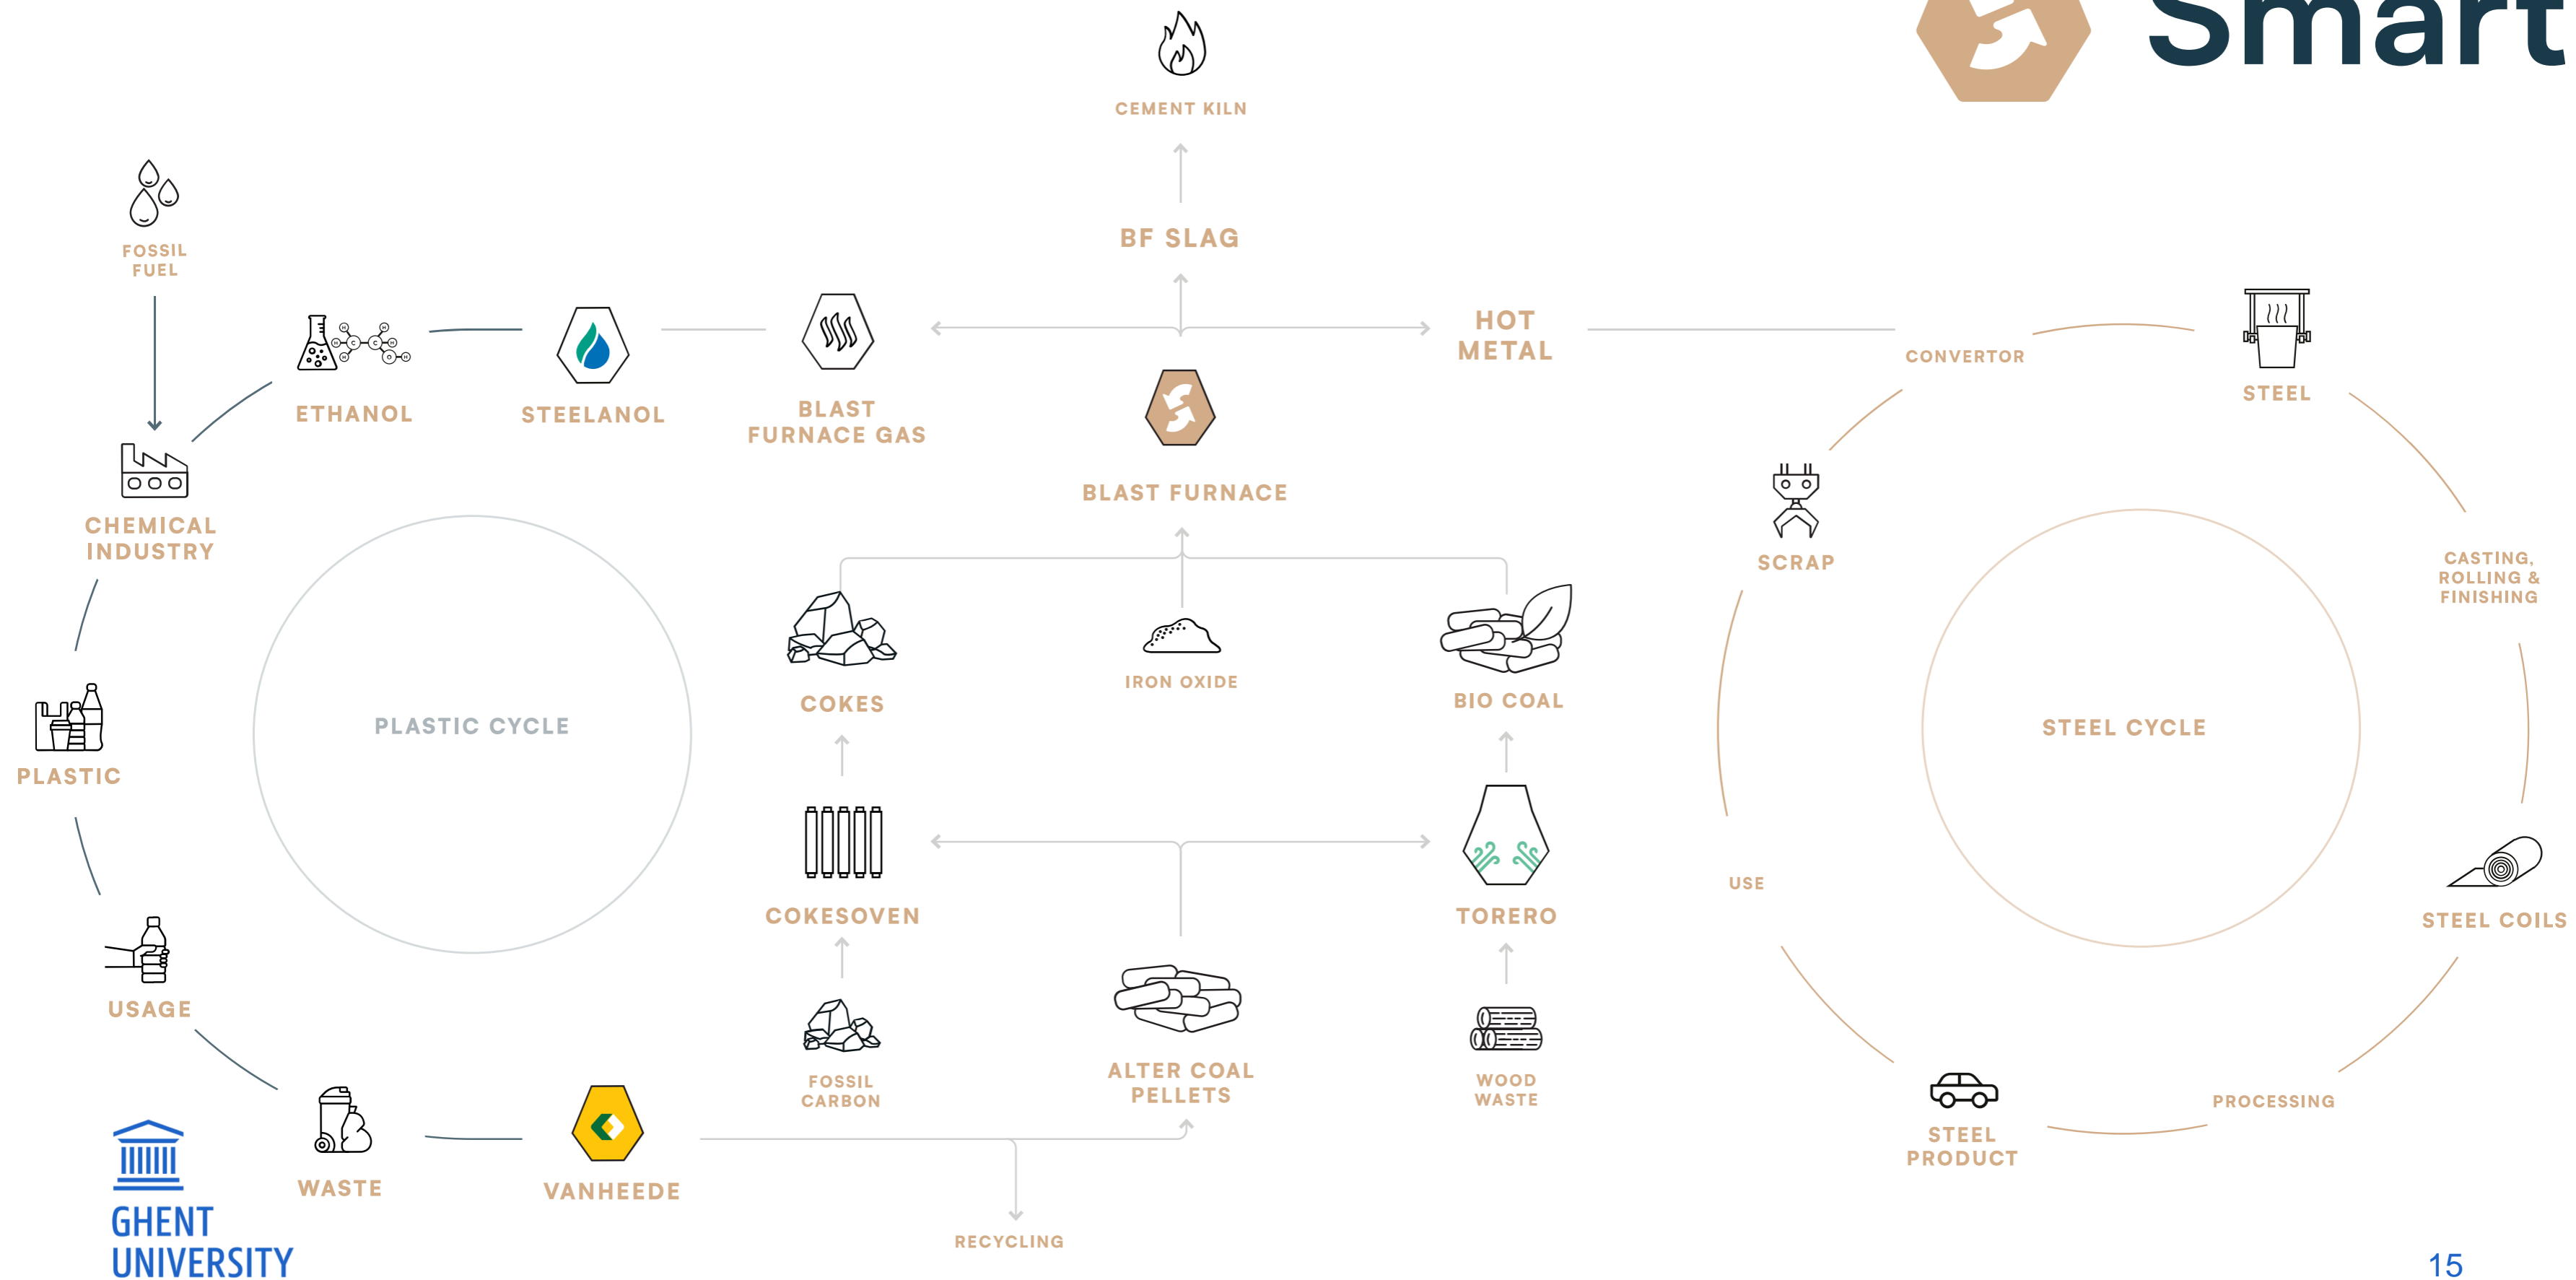 Smart
CEMENT KILN
FOSSIL
FUEL
BF SLAG
ETHANOL
STEELANOL
BLAST
FURNACE GAS
HOT
METAL
CONVERTOR
STEEL
BLAST FURNACE
CHEMICAL
INDUSTRY
SCRAP
CASTING,
ROLLING &
FINISHING
COKES
IRON OXIDE
BIO COAL
PLASTIC CYCLE
STEEL CYCLE
PLASTIC
USE
COKESOVEN
TORERO
STEEL COILS
USAGE
FOSSIL
CARBON
ALTER COAL
PELLETS
WOOD
WASTE
PROCESSING
STEEL
PRODUCT
WASTE
VANHEEDE
RECYCLING
GHENT
UNIVERSITY
15